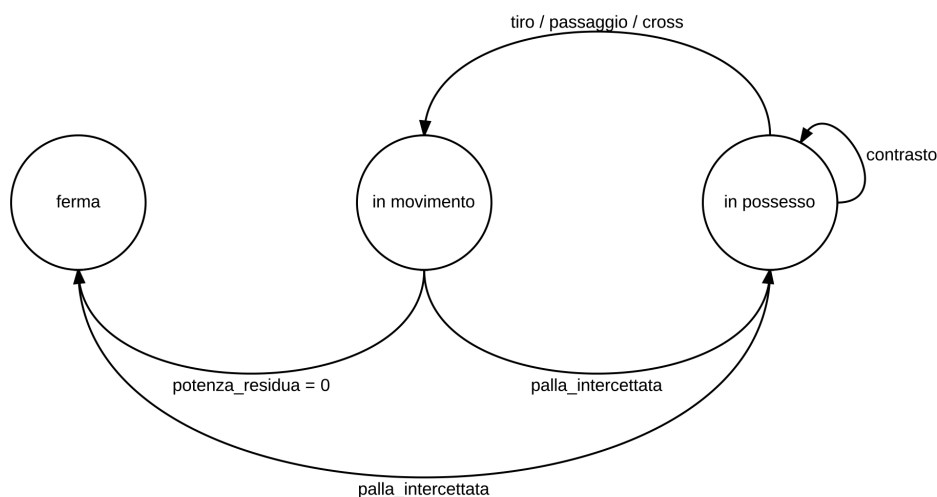 tiro / passaggio / cross
contrasto
ferma
in movimento
in possesso
potenza_residua = 0
palla_intercettata
palla_intercettata